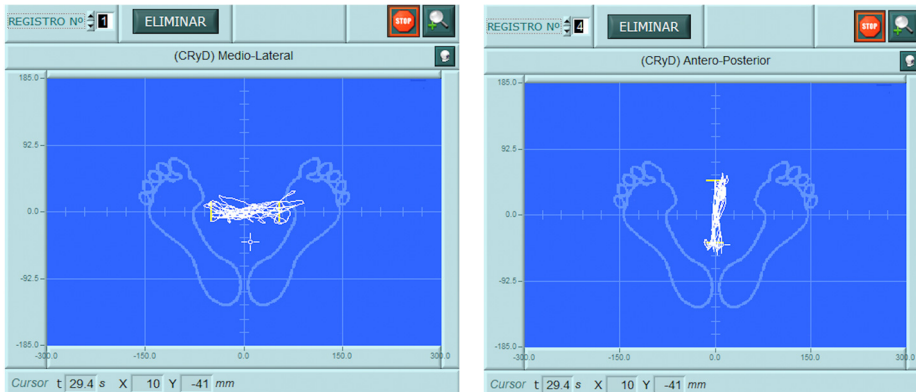 REGISTRO Nº 1 ELIMINAR STOP
(CRyD) Medio-Lateral
185.0
92.5
0.0
-92.5
-185.0
-300.0 -150.0 0.0 150.0 300.0
Cursor t 29.4 s X 10 Y -41 mm
REGISTRO Nº 4 ELIMINAR STOP
(CRyD) Antero-Posterior
185.0
92.5
0.0
-92.5
-185.0
-300.0 -150.0 0.0 150.0 300.0
Cursor t 29.4 s X 10 Y -41 mm